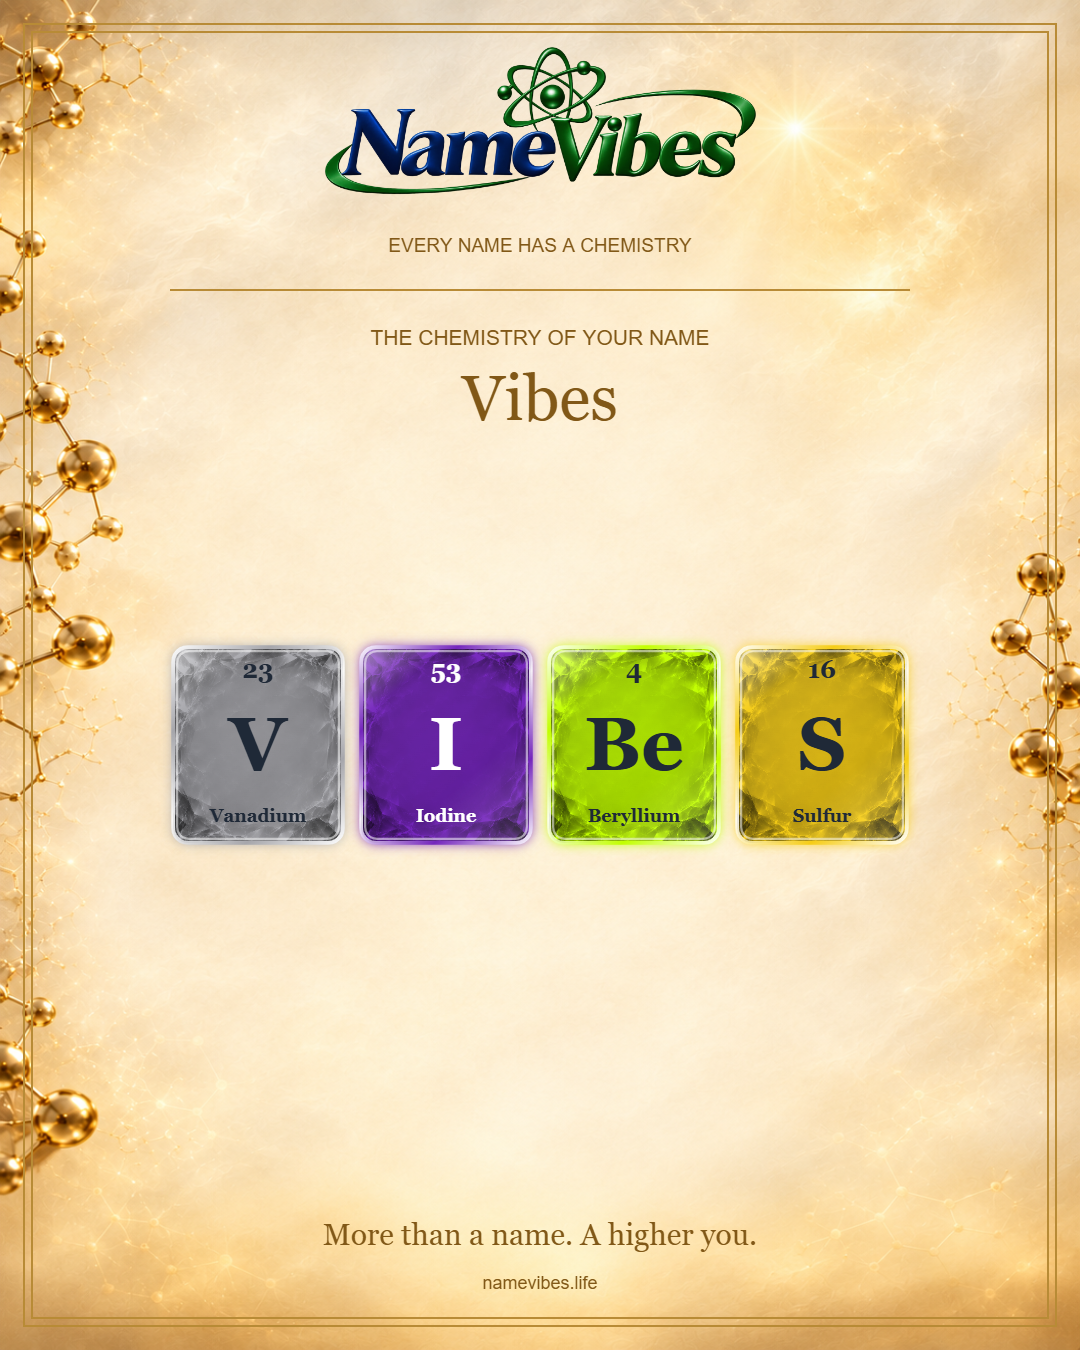 NameVibes
EVERY NAME HAS A CHEMISTRY
THE CHEMISTRY OF YOUR NAME
Vibes
23 53 4 16
V I Be S
Vanadium Iodine Beryllium Sulfur
More than a name. A higher you.
namevibes.life